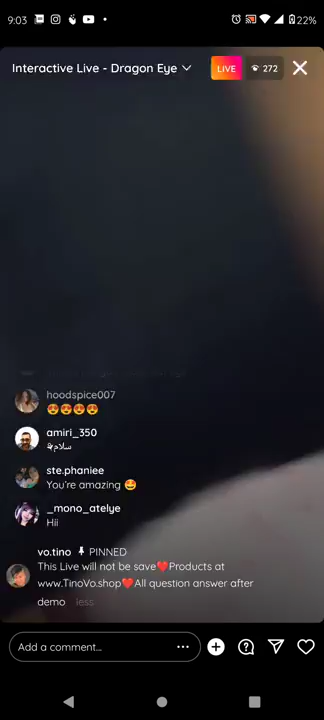 9:03
22%
Interactive Live - Dragon Eye
LIVE
272
hoodspice007
😍😍😍😍
amiri_350
سلام🌹
ste.phaniee
You're amazing 🤩
_mono_atelye
Hii
vo.tino PINNED
This Live will not be save❤️Products at
www.TinoVo.shop❤️All question answer after
demo less
Add a comment...